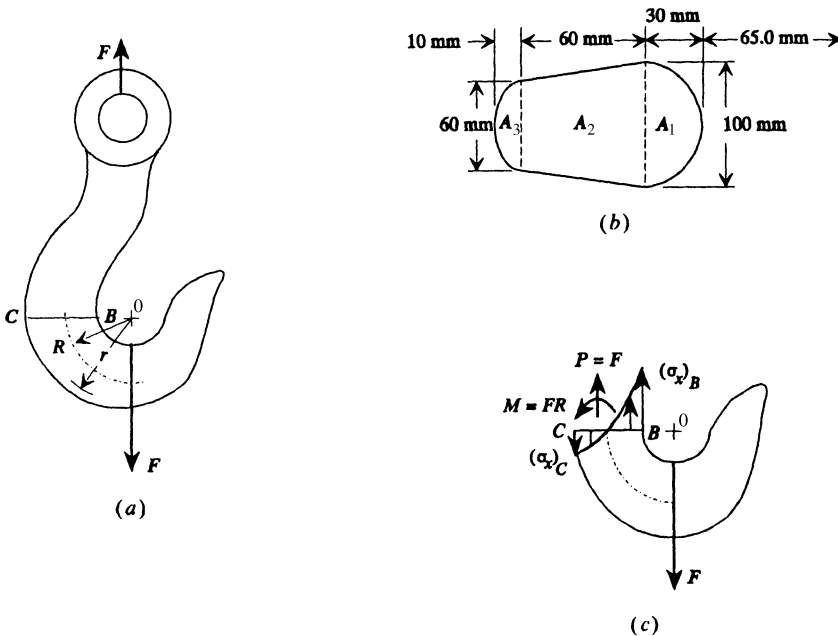 F
C
B
0
R
r
F
(a)
30 mm
10 mm
60 mm
65.0 mm
60 mm
A₃
A₂
A₁
100 mm
(b)
P = F
(σₓ)B
M = FR
C
B
0
(σₓ)C
F
(c)